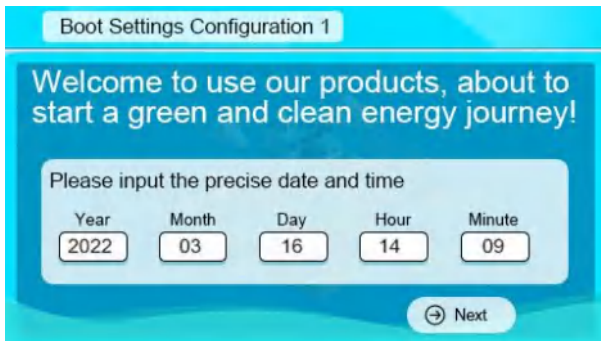 Boot Settings Configuration 1
Welcome to use our products, about to
start a green and clean energy journey!
Please input the precise date and time
Year Month Day Hour Minute
2022 03 16 14 09
Next